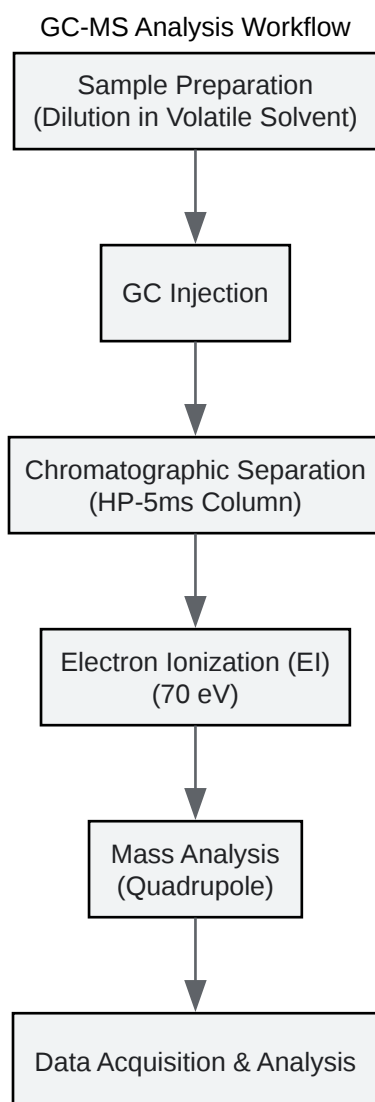 GC-MS Analysis Workflow
Sample Preparation
(Dilution in Volatile Solvent)
GC Injection
Chromatographic Separation
(HP-5ms Column)
Electron Ionization (EI)
(70 eV)
Mass Analysis
(Quadrupole)
Data Acquisition & Analysis